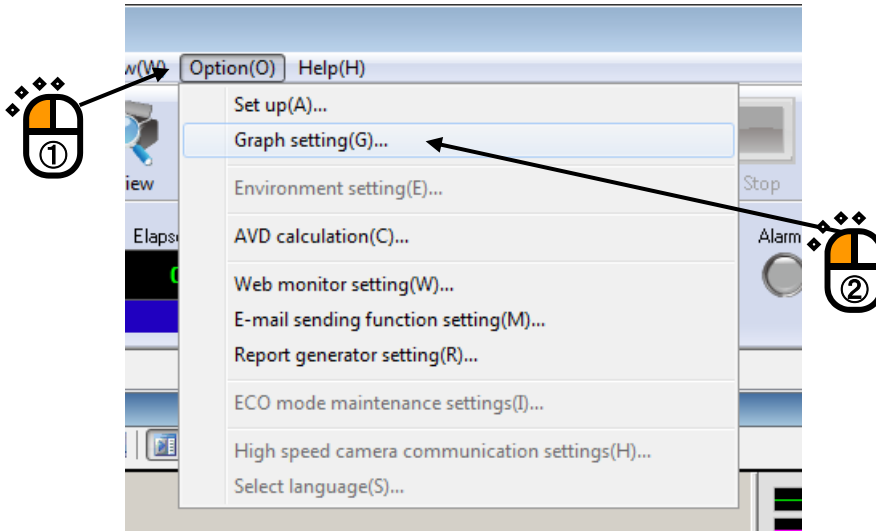 w(W) Option(O) Help(H)
①
Set up(A)...
Graph setting(G)...
iew
Stop
Environment setting(E)...
Elaps
AVD calculation(C)...
Alarm
②
Web monitor setting(W)...
E-mail sending function setting(M)...
Report generator setting(R)...
ECO mode maintenance settings(I)...
High speed camera communication settings(H)...
Select language(S)...